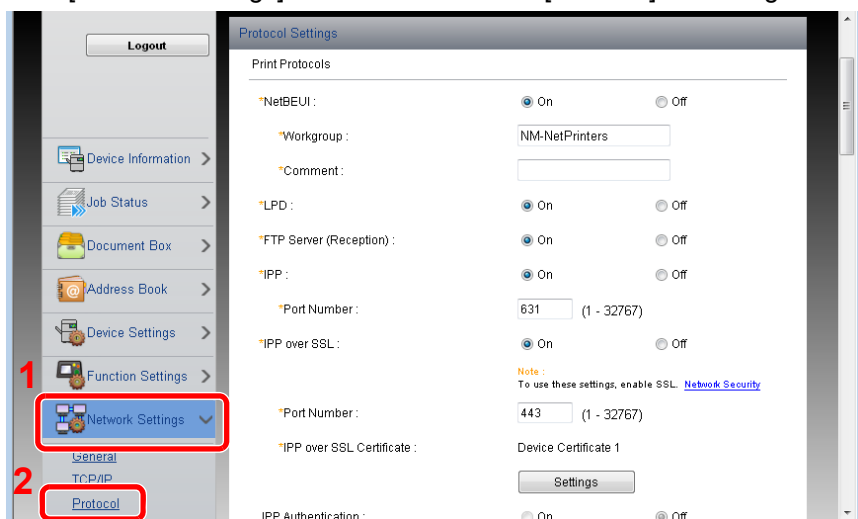 Logout
Device Information
Job Status
Document Box
Address Book
Device Settings
1
Function Settings
Network Settings
General
TCP/IP
2
Protocol
Protocol Settings
Print Protocols
*NetBEUI : On Off
*Workgroup : NM-NetPrinters
*Comment :
*LPD : On Off
*FTP Server (Reception) : On Off
*IPP : On Off
*Port Number : 631 (1 - 32767)
*IPP over SSL : On Off
Note :
To use these settings, enable SSL. Network Security
*Port Number : 443 (1 - 32767)
*IPP over SSL Certificate : Device Certificate 1
Settings
IPP Authentication : On Off